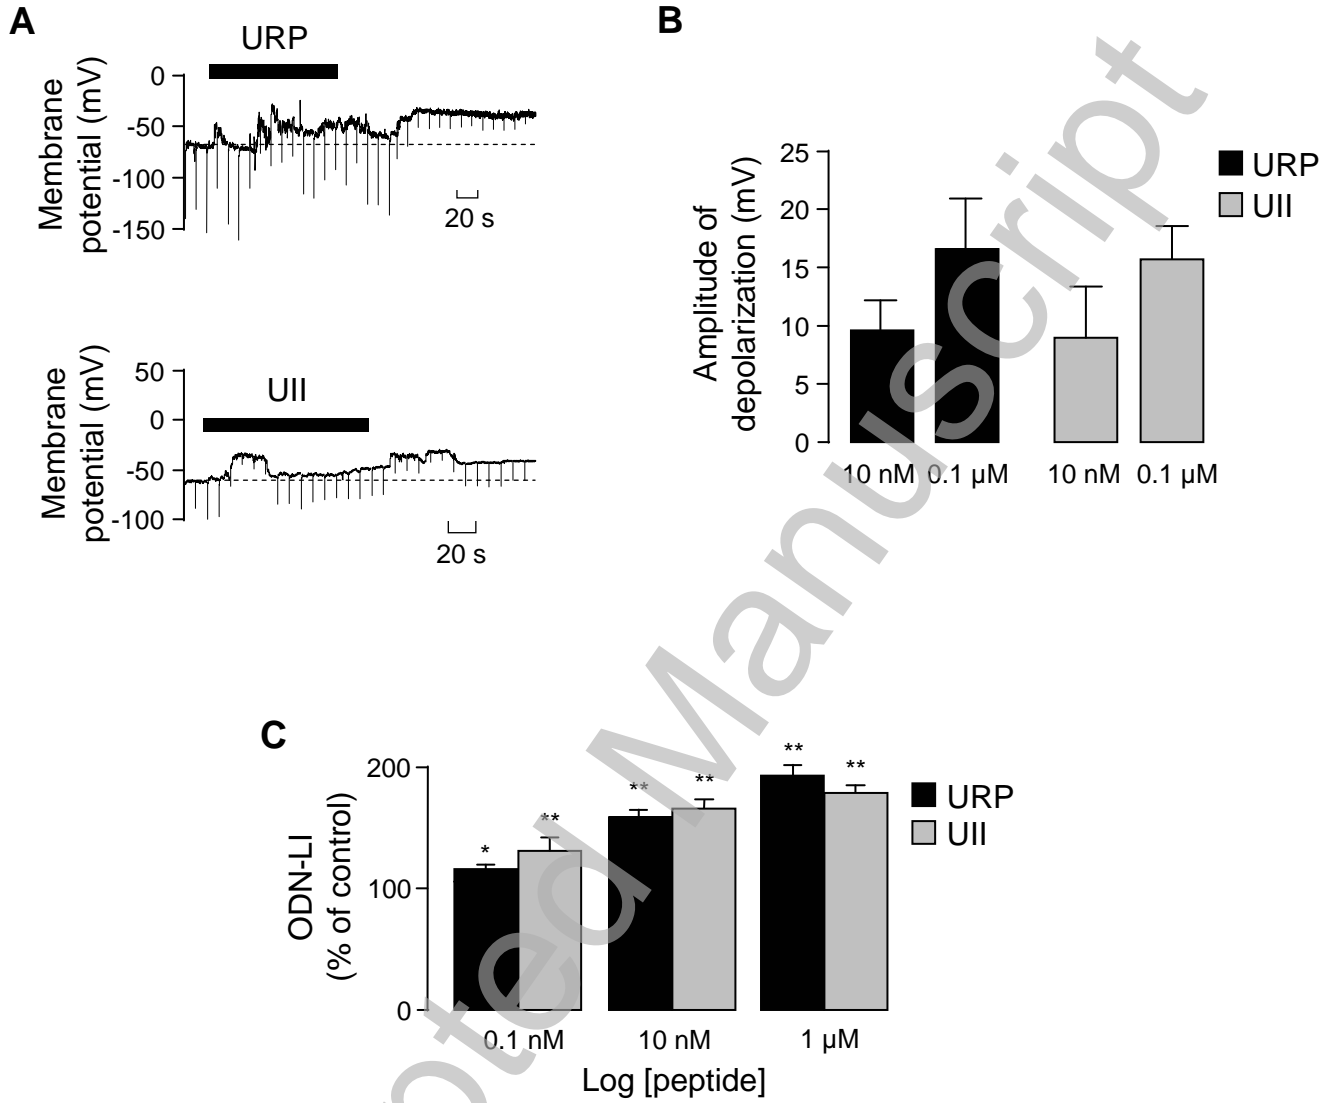 A
URP
Membrane
potential (mV)
0
-50
-100
-150
20 s
UII
Membrane
potential (mV)
50
0
-50
-100
20 s
B
Amplitude of
depolarization (mV)
25
20
15
10
5
0
10 nM 0.1 µM 10 nM 0.1 µM
URP
UII
C
ODN-LI
(% of control)
200
100
0
* ** ** ** ** **
0.1 nM 10 nM 1 µM
Log [peptide]
URP
UII
pted Manuscript